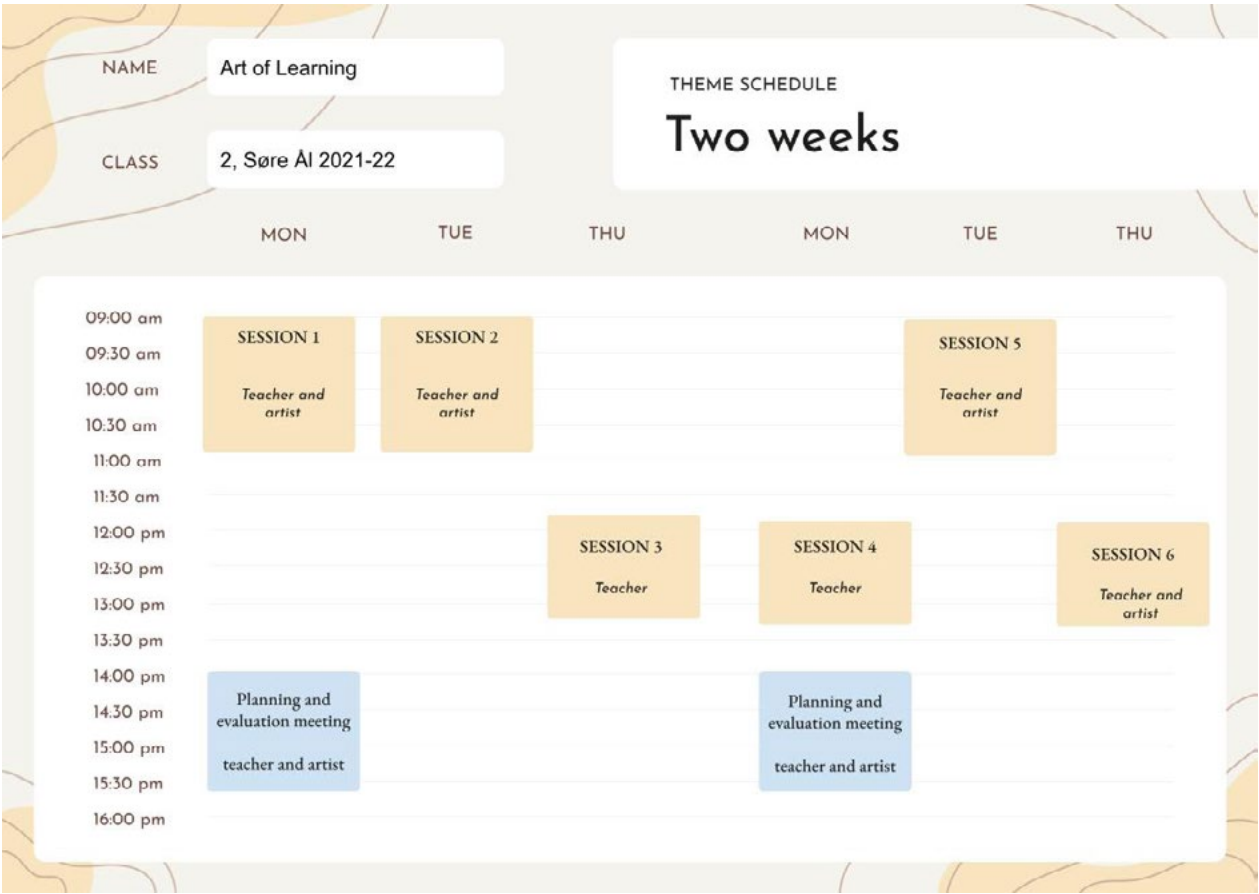 NAME
Art of Learning
CLASS
2, Søre Ål 2021-22
THEME SCHEDULE
Two weeks
MON TUE THU MON TUE THU
09:00 am
09:30 am
10:00 am
10:30 am
11:00 am
11:30 am
12:00 pm
12:30 pm
13:00 pm
13:30 pm
14:00 pm
14:30 pm
15:00 pm
15:30 pm
16:00 pm
SESSION 1
Teacher and
artist
SESSION 2
Teacher and
artist
SESSION 3
Teacher
SESSION 4
Teacher
SESSION 5
Teacher and
artist
SESSION 6
Teacher and
artist
Planning and
evaluation meeting
teacher and artist
Planning and
evaluation meeting
teacher and artist